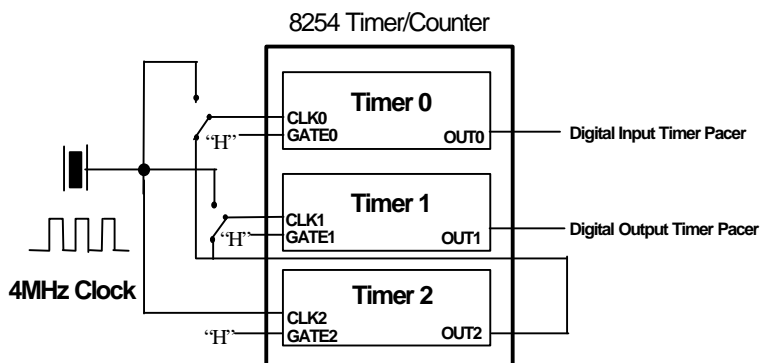 8254 Timer/Counter
Timer 0
CLK0
"H"
GATE0
OUT0
Digital Input Timer Pacer
Timer 1
CLK1
"H"
GATE1
OUT1
Digital Output Timer Pacer
4MHz Clock
Timer 2
CLK2
"H"
GATE2
OUT2